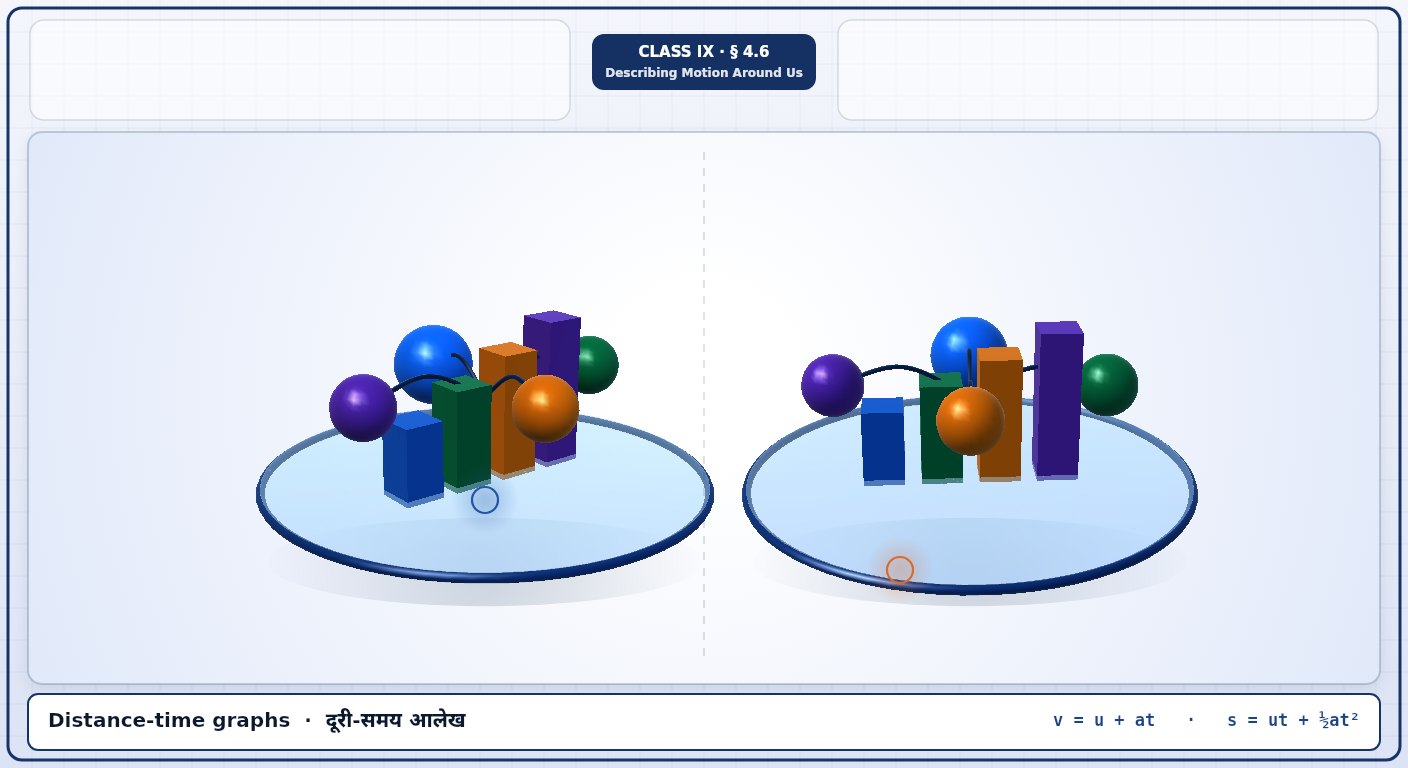 CLASS IX · § 4.6
Describing Motion Around Us
Distance-time graphs · दूरी-समय आलेख
v = u + at · s = ut + ½at²